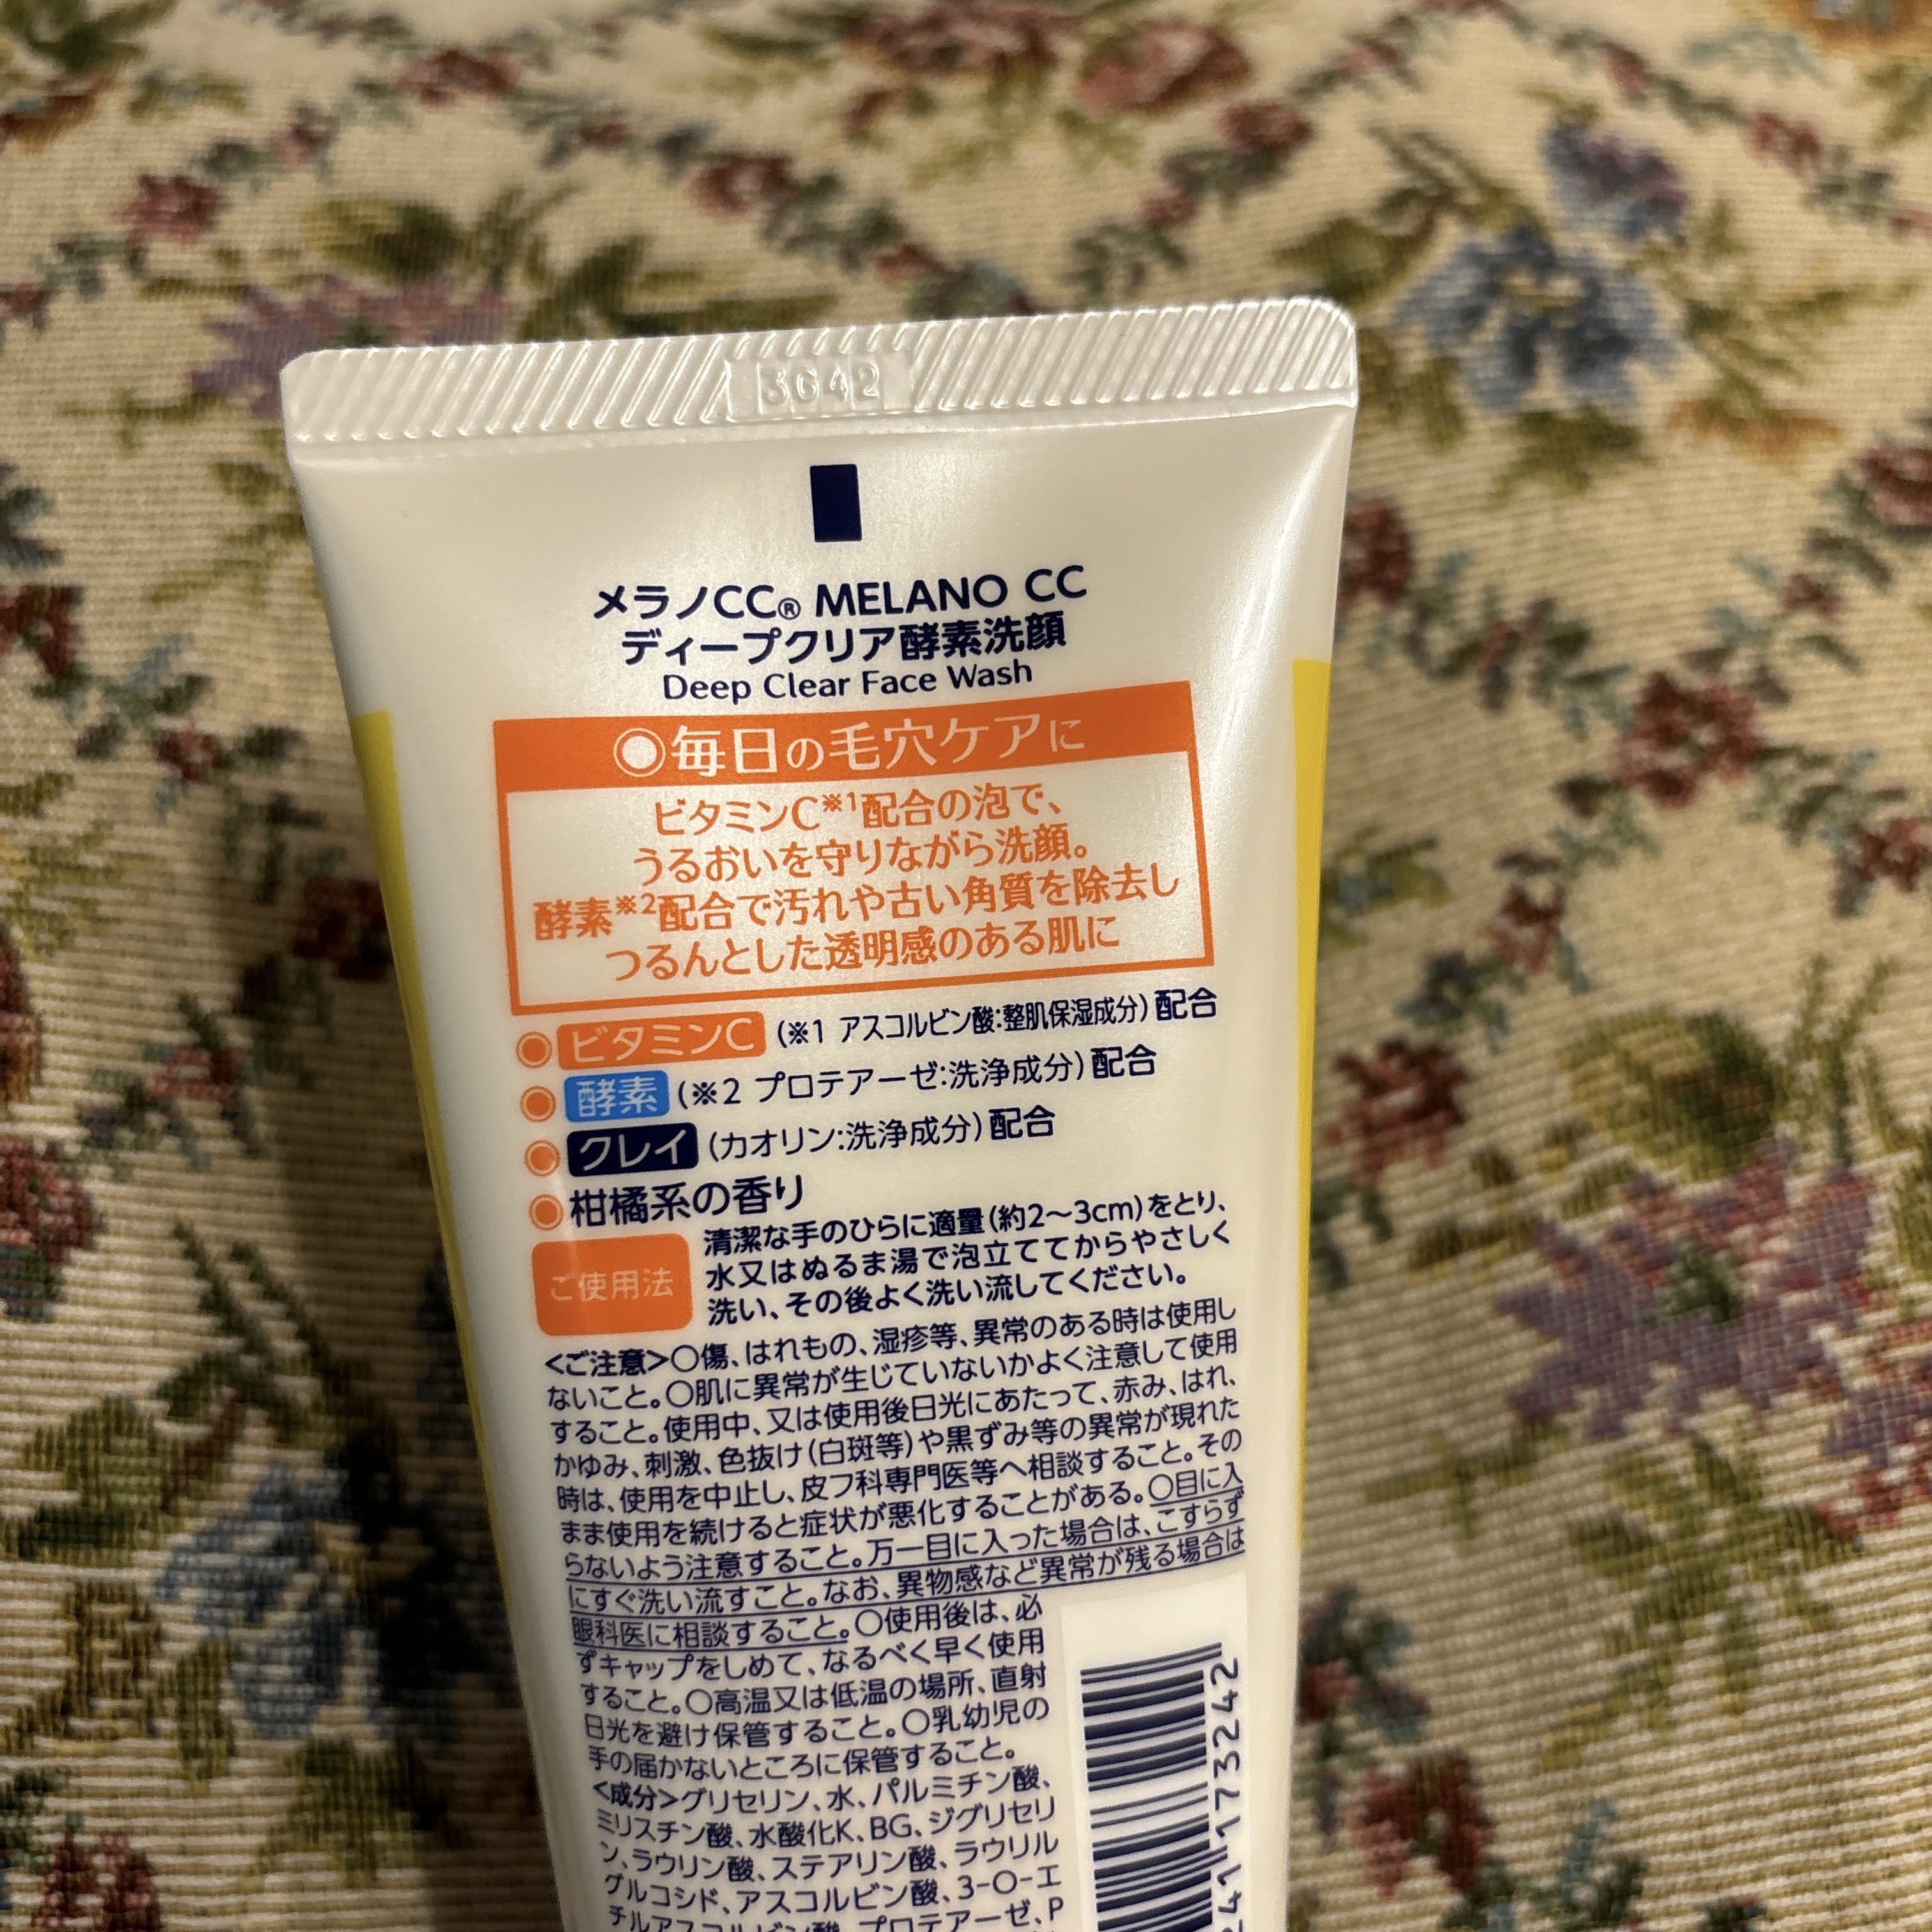 3G42
メラノCC® MELANO CC
ディープクリア酵素洗顔
Deep Clear Face Wash
◉毎日の毛穴ケアに
ビタミンC※1配合の泡で、
うるおいを守りながら洗顔。
酵素※2配合で汚れや古い角質を除去し
つるんとした透明感のある肌に
◉ビタミンC(※1 アスコルビン酸:整肌保湿成分)配合
◉酵素(※2 プロテアーゼ:洗浄成分)配合
◉クレイ(カオリン:洗浄成分)配合
◉柑橘系の香り
ご使用法
清潔な手のひらに適量(約2〜3cm)をとり、
水又はぬるま湯で泡立ててからやさしく
洗い、その後よく洗い流してください。
<ご注意>○傷、はれもの、湿疹等、異常のある時は使用し
ないこと。○肌に異常が生じていないかよく注意して使用
すること。使用中、又は使用後日光にあたって、赤み、はれ、
かゆみ、刺激、色抜け(白斑等)や黒ずみ等の異常が現れた
時は、使用を中止し、皮フ科専門医等へ相談すること。その
まま使用を続けると症状が悪化することがある。○目に入
らないよう注意すること。万一目に入った場合は、こすらず
にすぐ洗い流すこと。なお、異物感など異常が残る場合は
眼科医に相談すること。○使用後は、必
ずキャップをしめて、なるべく早く使用
すること。○高温又は低温の場所、直射
日光を避け保管すること。○乳幼児の
手の届かないところに保管すること。
<成分>グリセリン、水、パルミチン酸、
ミリスチン酸、水酸化K、BG、ジグリセリ
ン、ラウリン酸、ステアリン酸、ラウリル
グルコシド、アスコルビン酸、3-O-エ
チルアスコルビン酸、プロテアーゼ、P
241173242